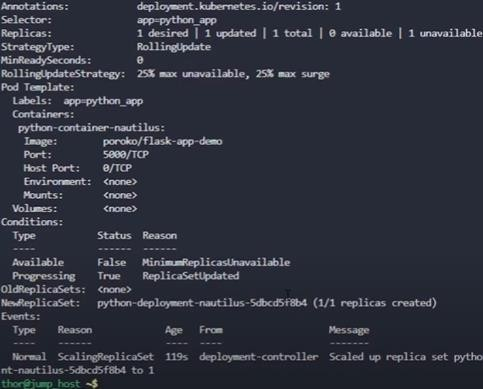 Annotations:            deployment.kubernetes.io/revision: 1
Selector:               app=python_app
Replicas:               1 desired | 1 updated | 1 total | 0 available | 1 unavailable
StrategyType:           RollingUpdate
MinReadySeconds:        0
RollingUpdateStrategy:  25% max unavailable, 25% max surge
Pod Template:
  Labels:  app=python_app
  Containers:
   python-container-nautilus:
    Image:        poroko/flask-app-demo
    Port:         5000/TCP
    Host Port:    0/TCP
    Environment:  <none>
    Mounts:       <none>
  Volumes:        <none>
Conditions:
  Type           Status  Reason
  ----           ------  ------
  Available      False   MinimumReplicasUnavailable
  Progressing    True    ReplicaSetUpdated
OldReplicaSets:  <none>
NewReplicaSet:   python-deployment-nautilus-5dbcd5f8b4 (1/1 replicas created)
Events:
  Type    Reason             Age   From                   Message
  ----    ------             ----  ----                   -------
  Normal  ScalingReplicaSet  119s  deployment-controller  Scaled up replica set pytho
nt-nautilus-5dbcd5f8b4 to 1
thor@jump_host ~$